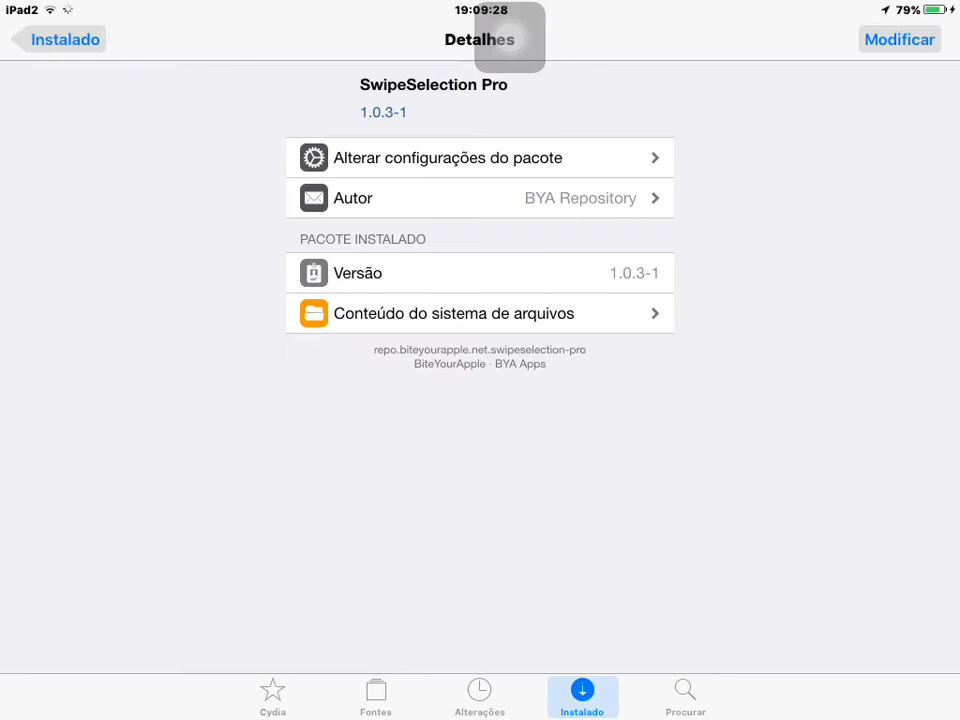 iPad2 19:09:28 79%
Instalado Detalhes Modificar
SwipeSelection Pro
1.0.3-1
Alterar configurações do pacote
Autor BYA Repository
PACOTE INSTALADO
Versão 1.0.3-1
Conteúdo do sistema de arquivos
repo.biteyourapple.net.swipeselection-pro
BiteYourApple · BYA Apps
Cydia Fontes Alterações Instalado Procurar